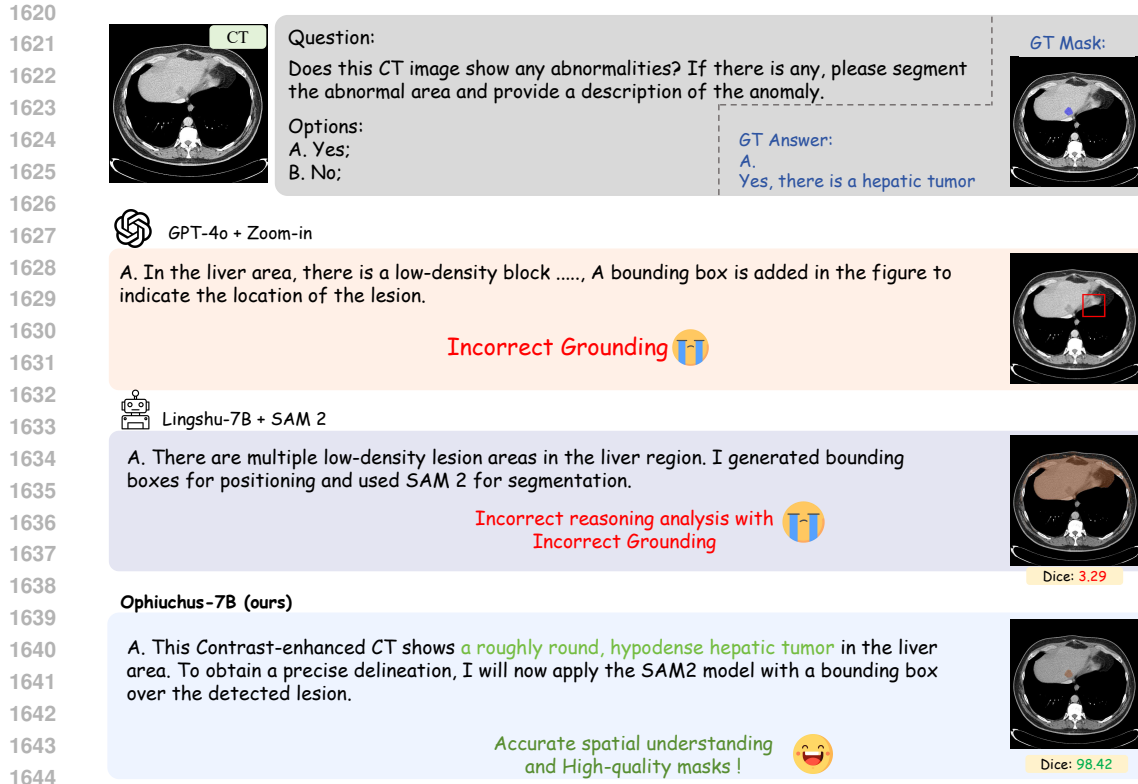 1620
1621
1622
1623
1624
1625
1626
1627
1628
1629
1630
1631
1632
1633
1634
1635
1636
1637
1638
1639
1640
1641
1642
1643
1644
CT
Question:
Does this CT image show any abnormalities? If there is any, please segment
the abnormal area and provide a description of the anomaly.
Options:
A. Yes;
B. No;
GT Answer:
A.
Yes, there is a hepatic tumor
GT Mask:
GPT-4o + Zoom-in
A. In the liver area, there is a low-density block ....., A bounding box is added in the figure to
indicate the location of the lesion.
Incorrect Grounding
Lingshu-7B + SAM 2
A. There are multiple low-density lesion areas in the liver region. I generated bounding
boxes for positioning and used SAM 2 for segmentation.
Incorrect reasoning analysis with
Incorrect Grounding
Dice: 3.29
Ophiuchus-7B (ours)
A. This Contrast-enhanced CT shows a roughly round, hypodense hepatic tumor in the liver
area. To obtain a precise delineation, I will now apply the SAM2 model with a bounding box
over the detected lesion.
Accurate spatial understanding
and High-quality masks !
Dice: 98.42